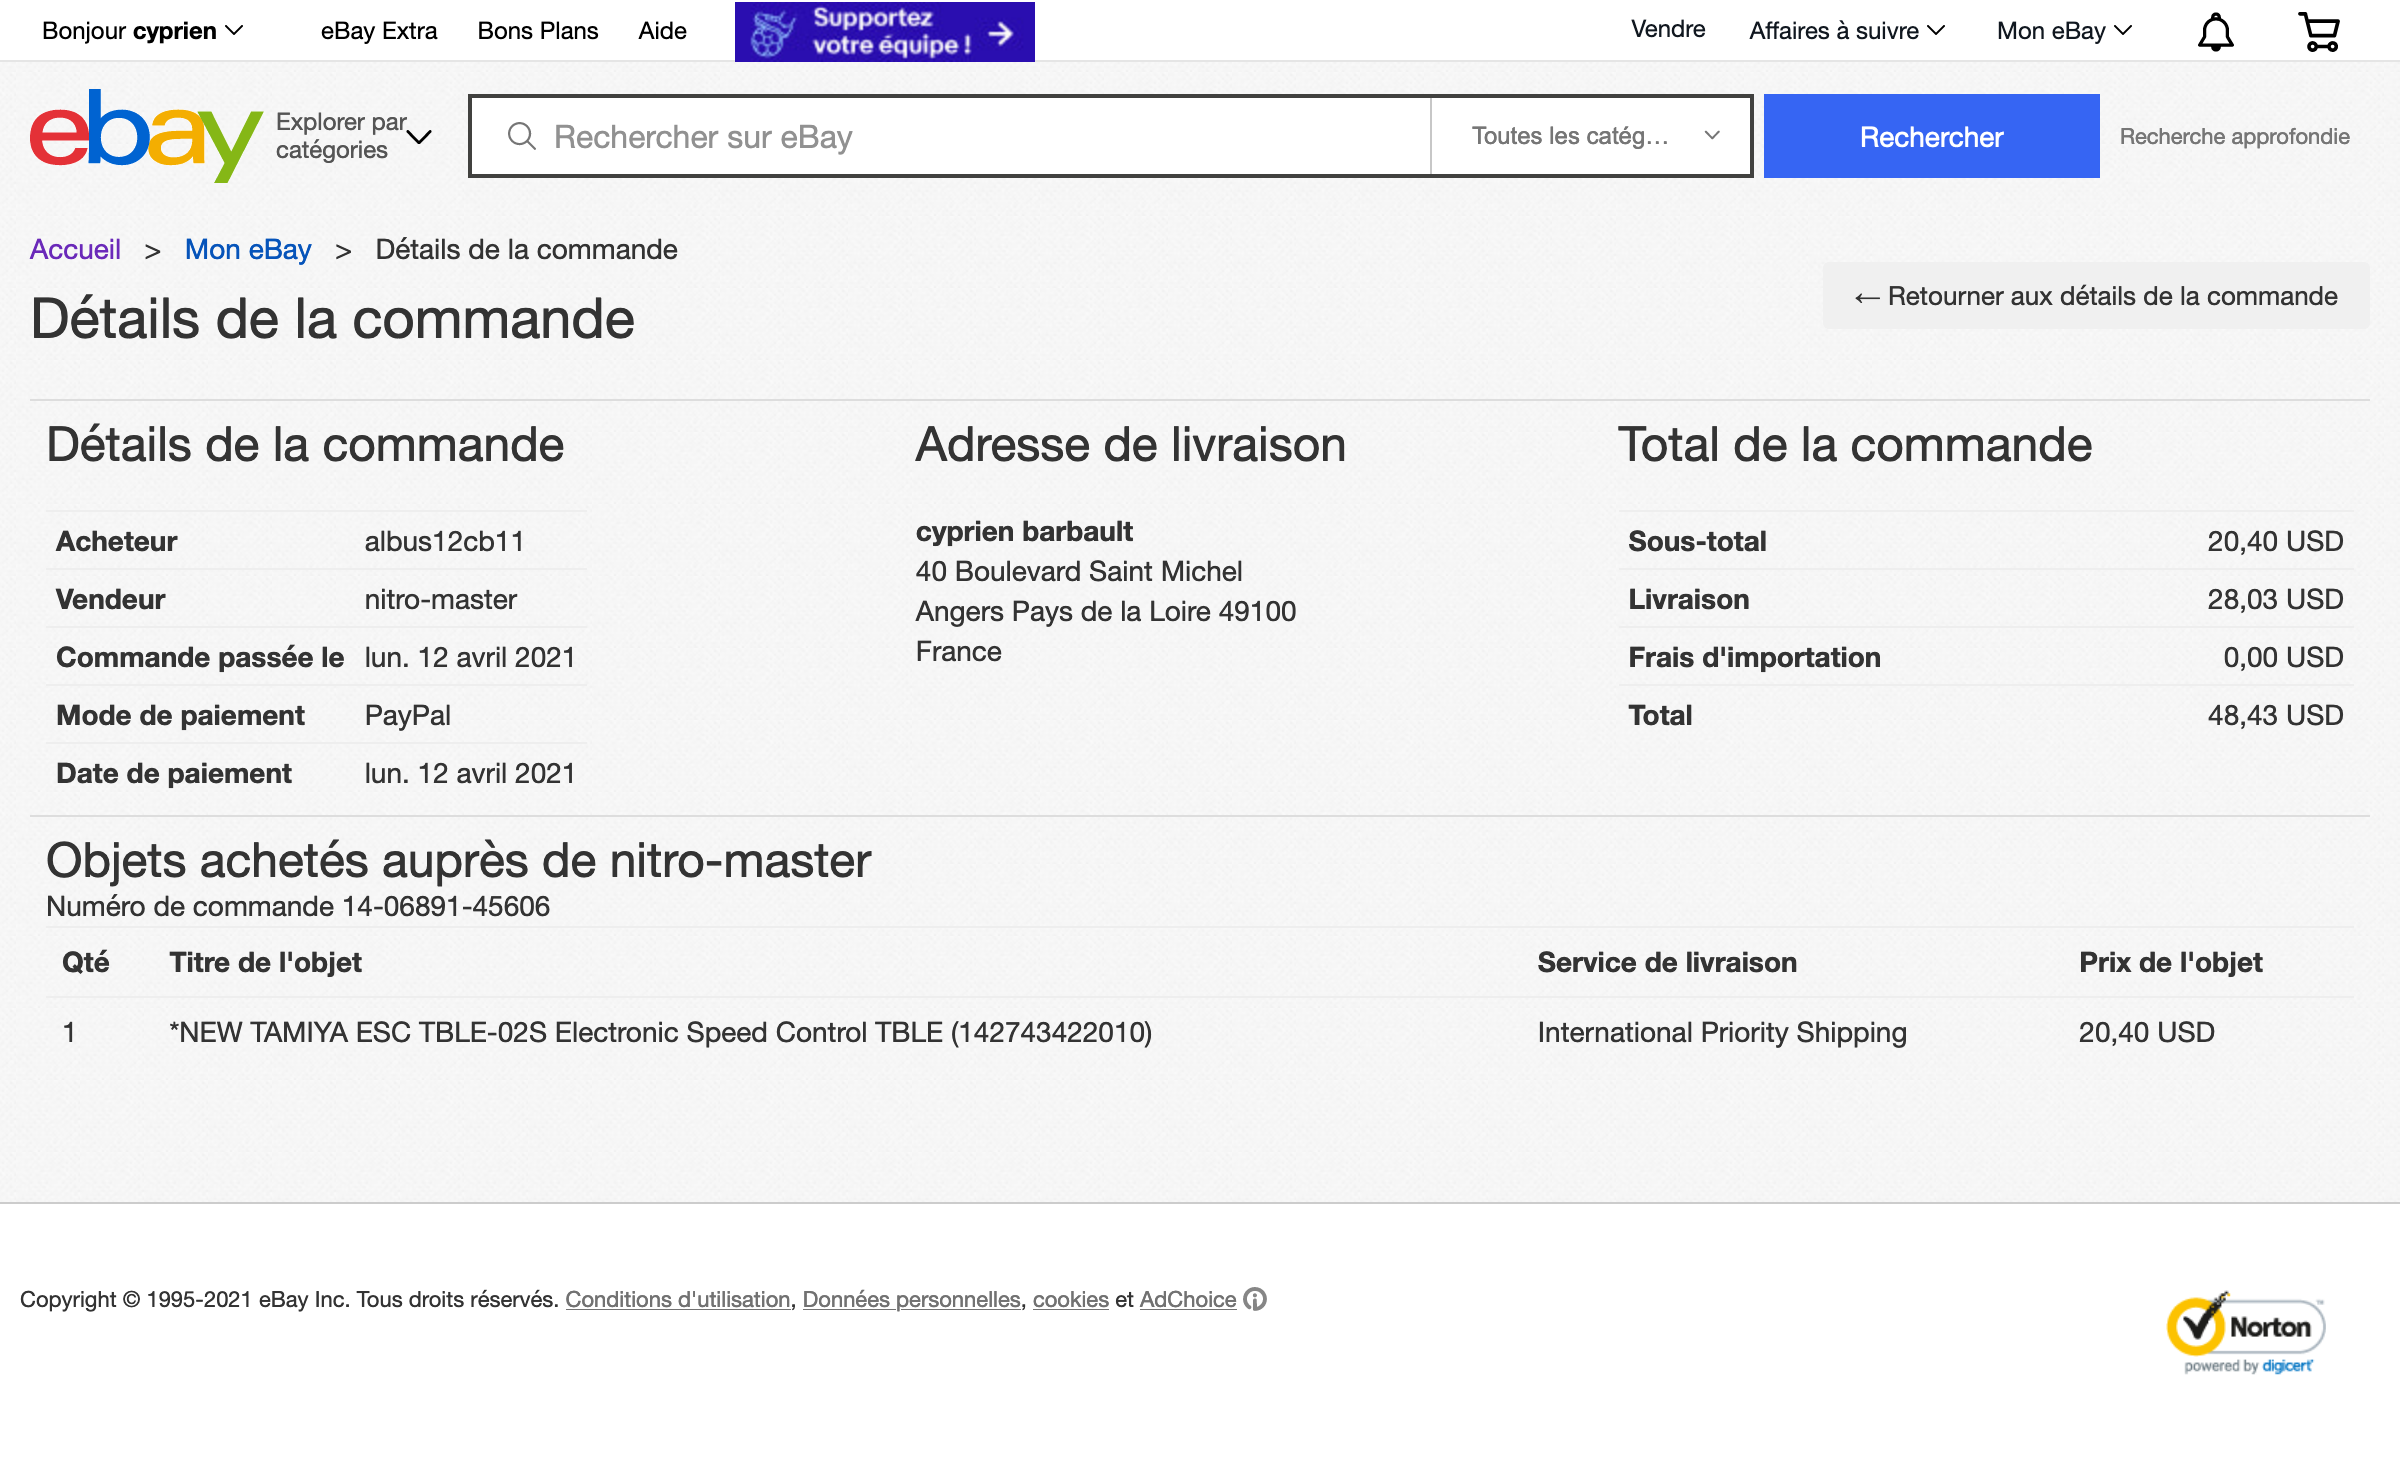 Bonjour cyprien
eBay Extra
Bons Plans
Aide
Supportez
votre équipe !
Vendre
Affaires à suivre
Mon eBay
ebay
Explorer par
catégories
Rechercher sur eBay
Toutes les catég...
Rechercher
Recherche approfondie
Accueil > Mon eBay > Détails de la commande
← Retourner aux détails de la commande
Détails de la commande
Détails de la commande
Acheteur albus12cb11
Vendeur nitro-master
Commande passée le lun. 12 avril 2021
Mode de paiement PayPal
Date de paiement lun. 12 avril 2021
Adresse de livraison
cyprien barbault
40 Boulevard Saint Michel
Angers Pays de la Loire 49100
France
Total de la commande
Sous-total 20,40 USD
Livraison 28,03 USD
Frais d'importation 0,00 USD
Total 48,43 USD
Objets achetés auprès de nitro-master
Numéro de commande 14-06891-45606
Qté Titre de l'objet Service de livraison Prix de l'objet
1 *NEW TAMIYA ESC TBLE-02S Electronic Speed Control TBLE (142743422010) International Priority Shipping 20,40 USD
Copyright © 1995-2021 eBay Inc. Tous droits réservés. Conditions d'utilisation, Données personnelles, cookies et AdChoice
Norton
powered by digicert